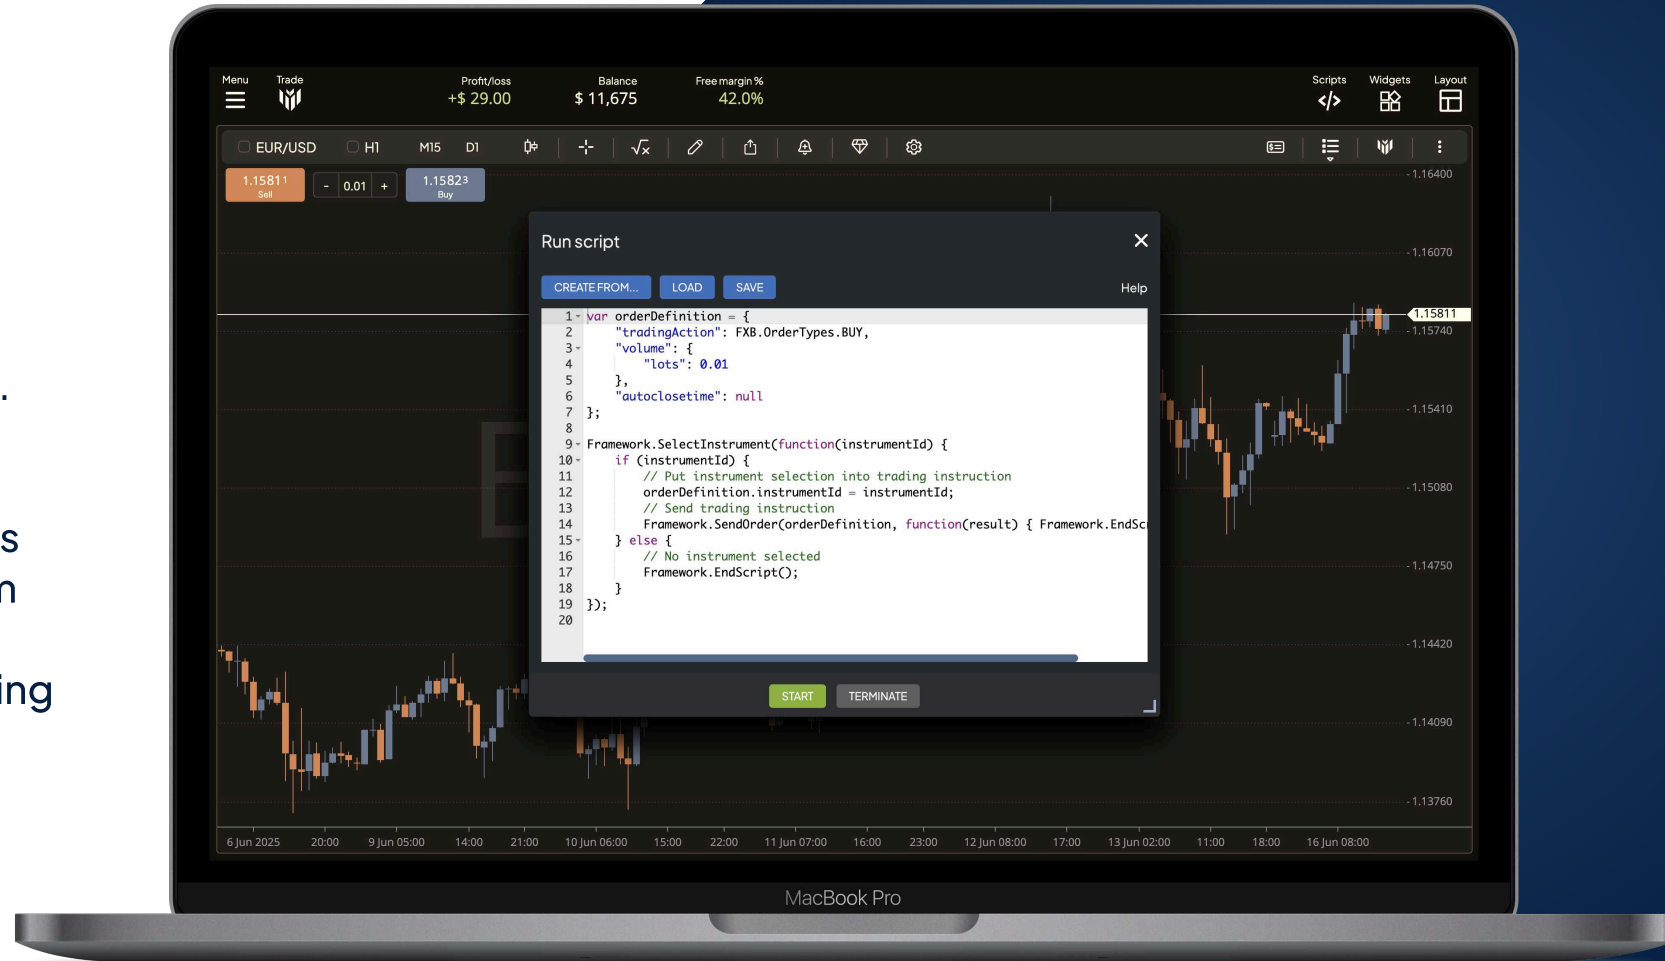 .
s
ing
Menu Trade Profit/loss Balance Free margin % Scripts Widgets Layout
+$ 29.00 $ 11,675 42.0%
EUR/USD H1 M15 D1
1.15811 - 0.01 + 1.15823
Sell Buy
1.16400
1.16070
1.15811
1.15740
1.15410
1.15080
1.14750
1.14420
1.14090
1.13760
Run script
CREATE FROM... LOAD SAVE Help
1 var orderDefinition = {
2     "tradingAction": FXB.OrderTypes.BUY,
3     "volume": {
4         "lots": 0.01
5     },
6     "autoclosetime": null
7 };
8
9 Framework.SelectInstrument(function(instrumentId) {
10     if (instrumentId) {
11         // Put instrument selection into trading instruction
12         orderDefinition.instrumentId = instrumentId;
13         // Send trading instruction
14         Framework.SendOrder(orderDefinition, function(result) { Framework.EndScr
15     } else {
16         // No instrument selected
17         Framework.EndScript();
18     }
19 });
20
START TERMINATE
6 Jun 2025 20:00 9 Jun 05:00 14:00 21:00 10 Jun 06:00 15:00 22:00 11 Jun 07:00 16:00 23:00 12 Jun 08:00 17:00 13 Jun 02:00 11:00 18:00 16 Jun 08:00
MacBook Pro